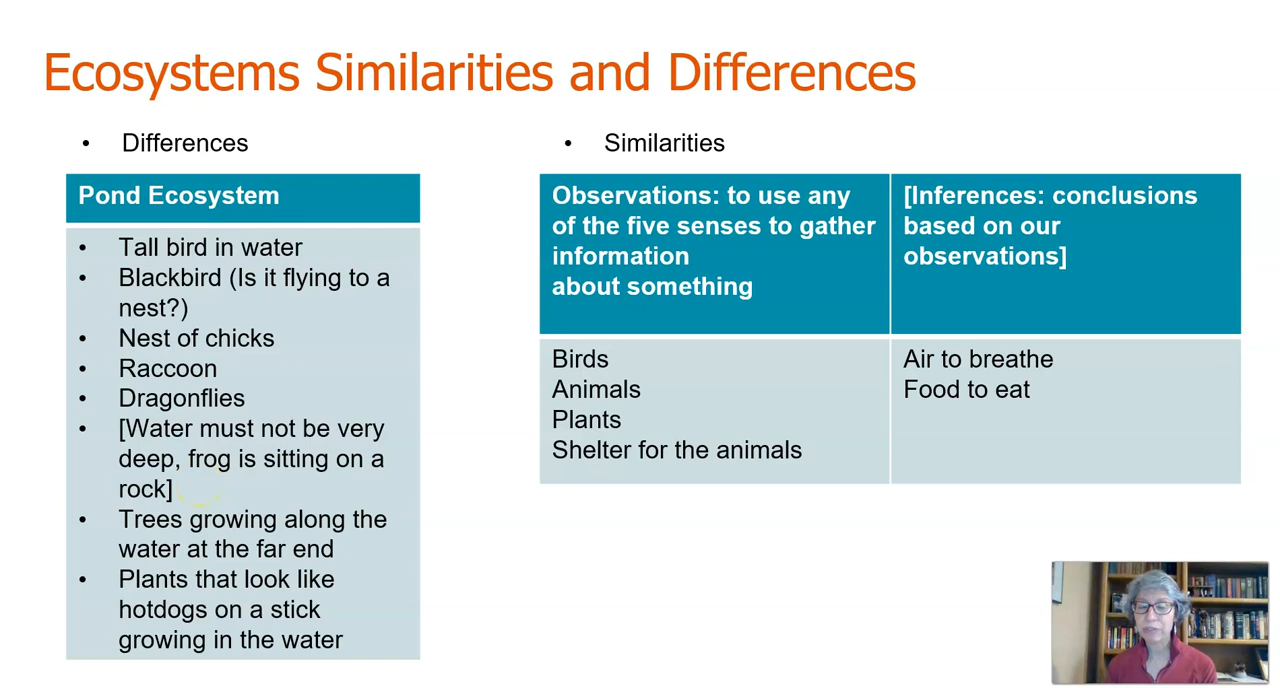 Ecosystems Similarities and Differences
• Differences
Pond Ecosystem
• Tall bird in water
• Blackbird (Is it flying to a
nest?)
• Nest of chicks
• Raccoon
• Dragonflies
• [Water must not be very
deep, frog is sitting on a
rock]
• Trees growing along the
water at the far end
• Plants that look like
hotdogs on a stick
growing in the water
• Similarities
Observations: to use any
of the five senses to gather
information
about something
[Inferences: conclusions
based on our
observations]
Birds
Animals
Plants
Shelter for the animals
Air to breathe
Food to eat